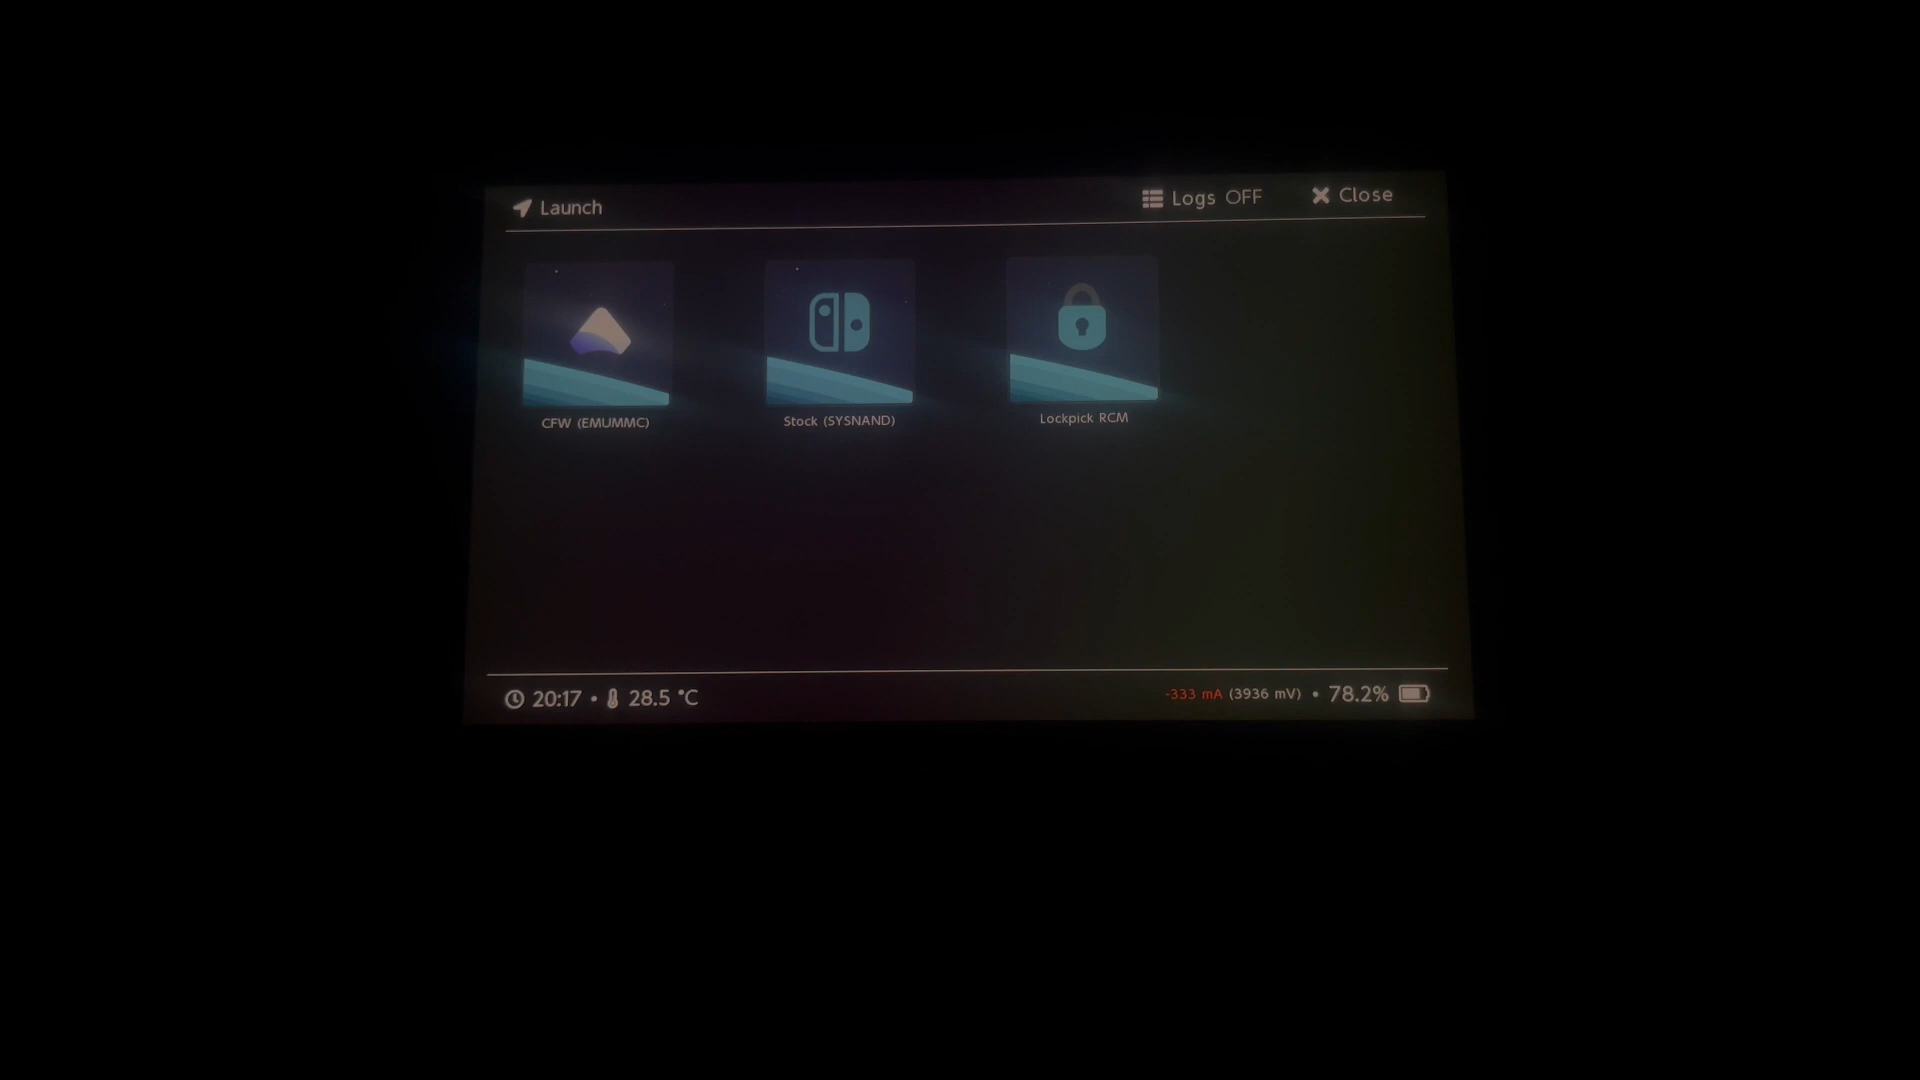 Launch
Logs OFF
Close
CFW (EMUMMC)
Stock (SYSNAND)
Lockpick RCM
20:17 • 28.5 °C
-333 mA (3936 mV) • 78.2%